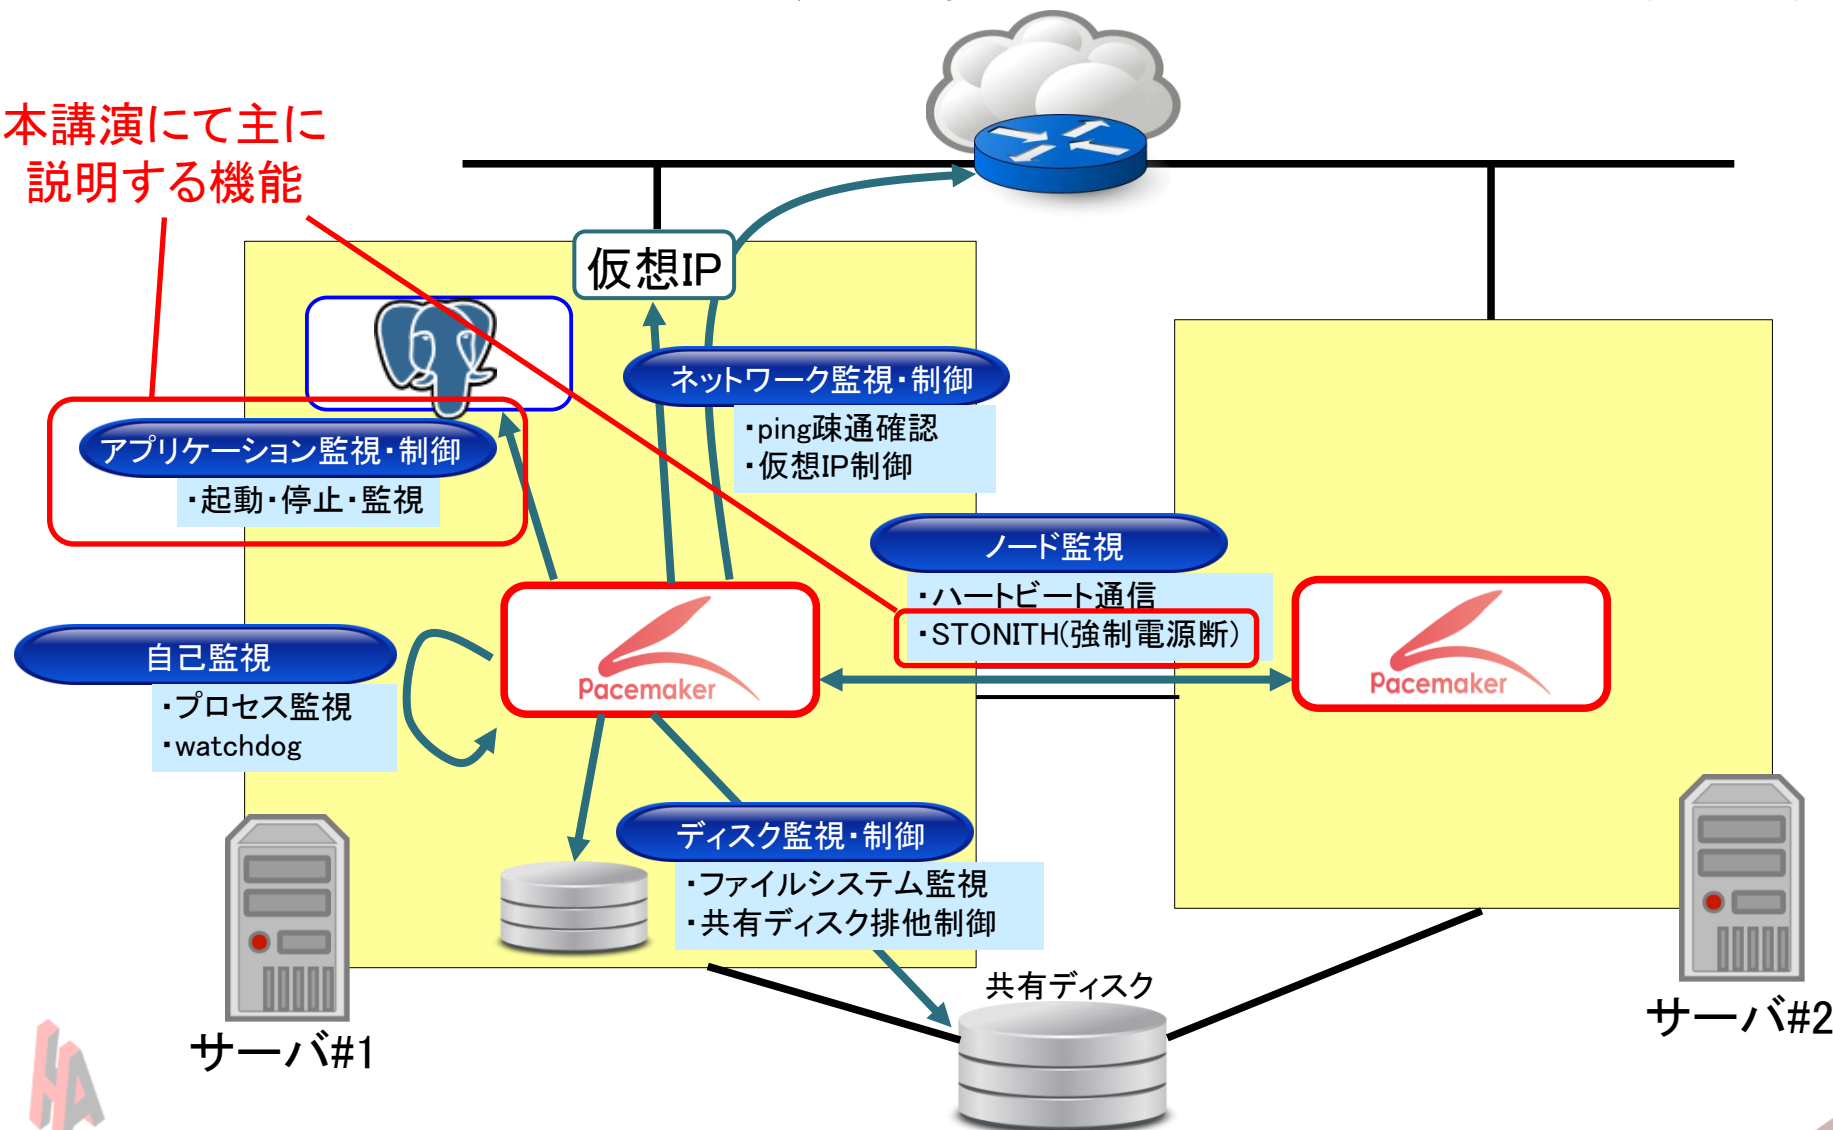 本講演にて主に
説明する機能
仮想IP
ネットワーク監視・制御
・ping疎通確認
・仮想IP制御
アプリケーション監視・制御
・起動・停止・監視
ノード監視
・ハートビート通信
・STONITH(強制電源断)
Pacemaker
Pacemaker
自己監視
・プロセス監視
・watchdog
ディスク監視・制御
・ファイルシステム監視
・共有ディスク排他制御
共有ディスク
サーバ#1
サーバ#2
HA